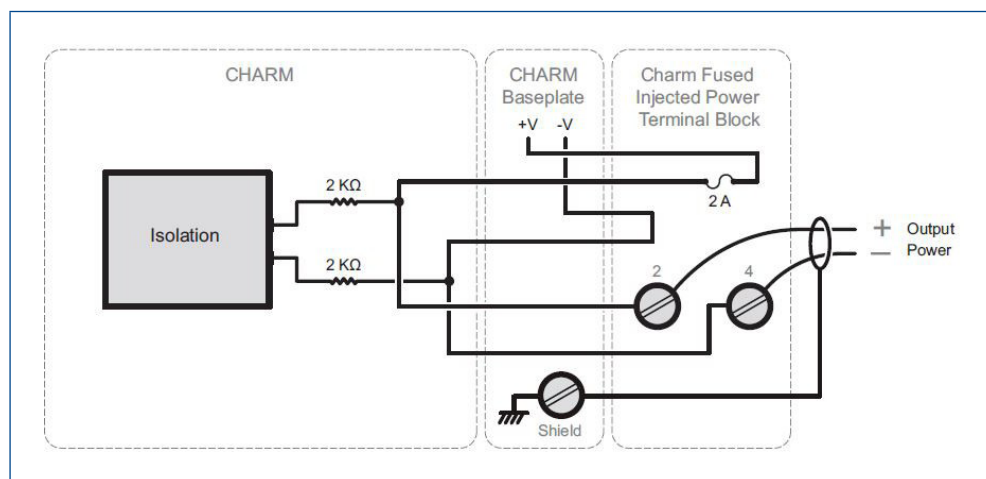 CHARM
CHARM
Baseplate
Charm Fused
Injected Power
Terminal Block
+V
-V
2 KΩ
2 A
Isolation
2 KΩ
2
4
+ Output
− Power
Shield